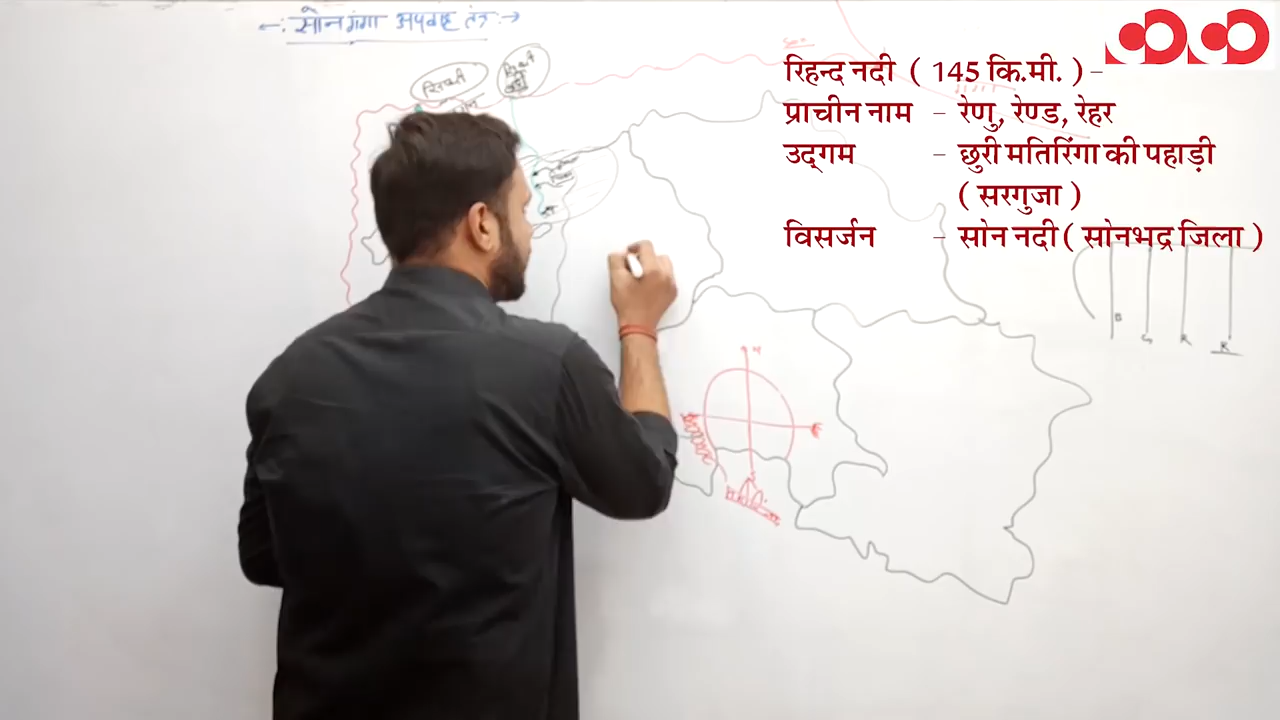 सोन गंगा अपवाह तंत्र
रिहन्द नदी ( 145 कि.मी. ) –
प्राचीन नाम – रेणु, रेण्ड, रेहर
उद्गम – छुरी मतिरिंगा की पहाड़ी
( सरगुजा )
विसर्जन – सोन नदी ( सोनभद्र जिला )
B G R R
N